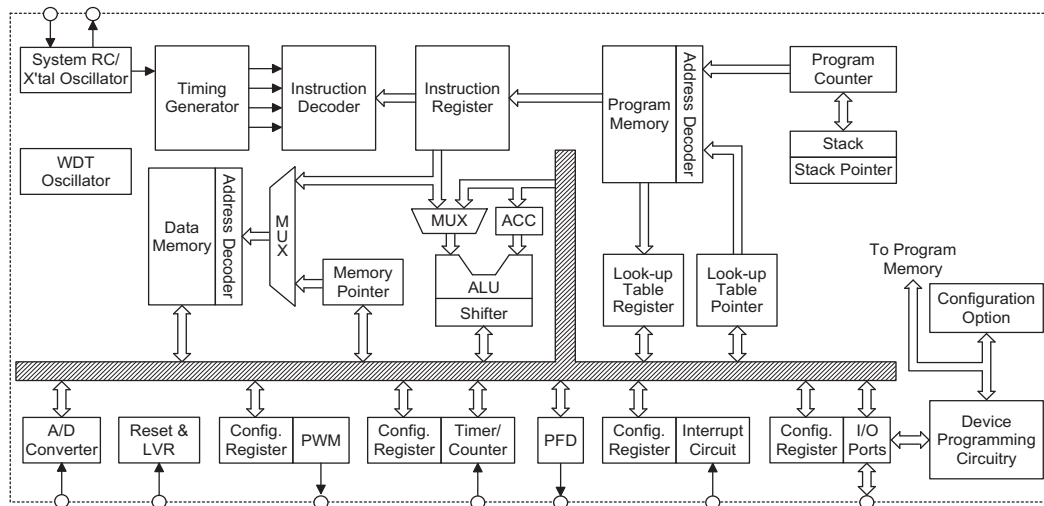 System RC/
X'tal Oscillator
Timing
Generator
Instruction
Decoder
Instruction
Register
Program
Memory
Address Decoder
Program
Counter
Stack
Stack Pointer
WDT
Oscillator
Data
Memory
Address Decoder
MUX
Memory
Pointer
MUX
ACC
ALU
Shifter
Look-up
Table
Register
Look-up
Table
Pointer
To Program
Memory
Configuration
Option
A/D
Converter
Reset &
LVR
Config.
Register
PWM
Config.
Register
Timer/
Counter
PFD
Config.
Register
Interrupt
Circuit
Config.
Register
I/O
Ports
Device
Programming
Circuitry